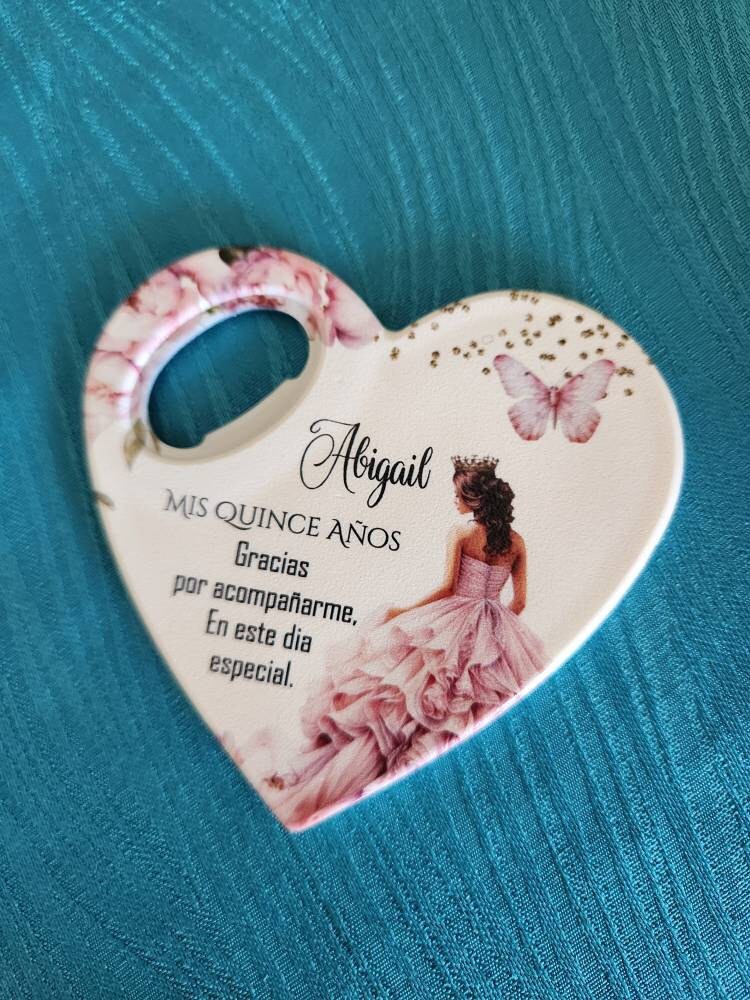 Abigail
Mis quince Años
Gracias
por acompañarme,
En este dia
especial.